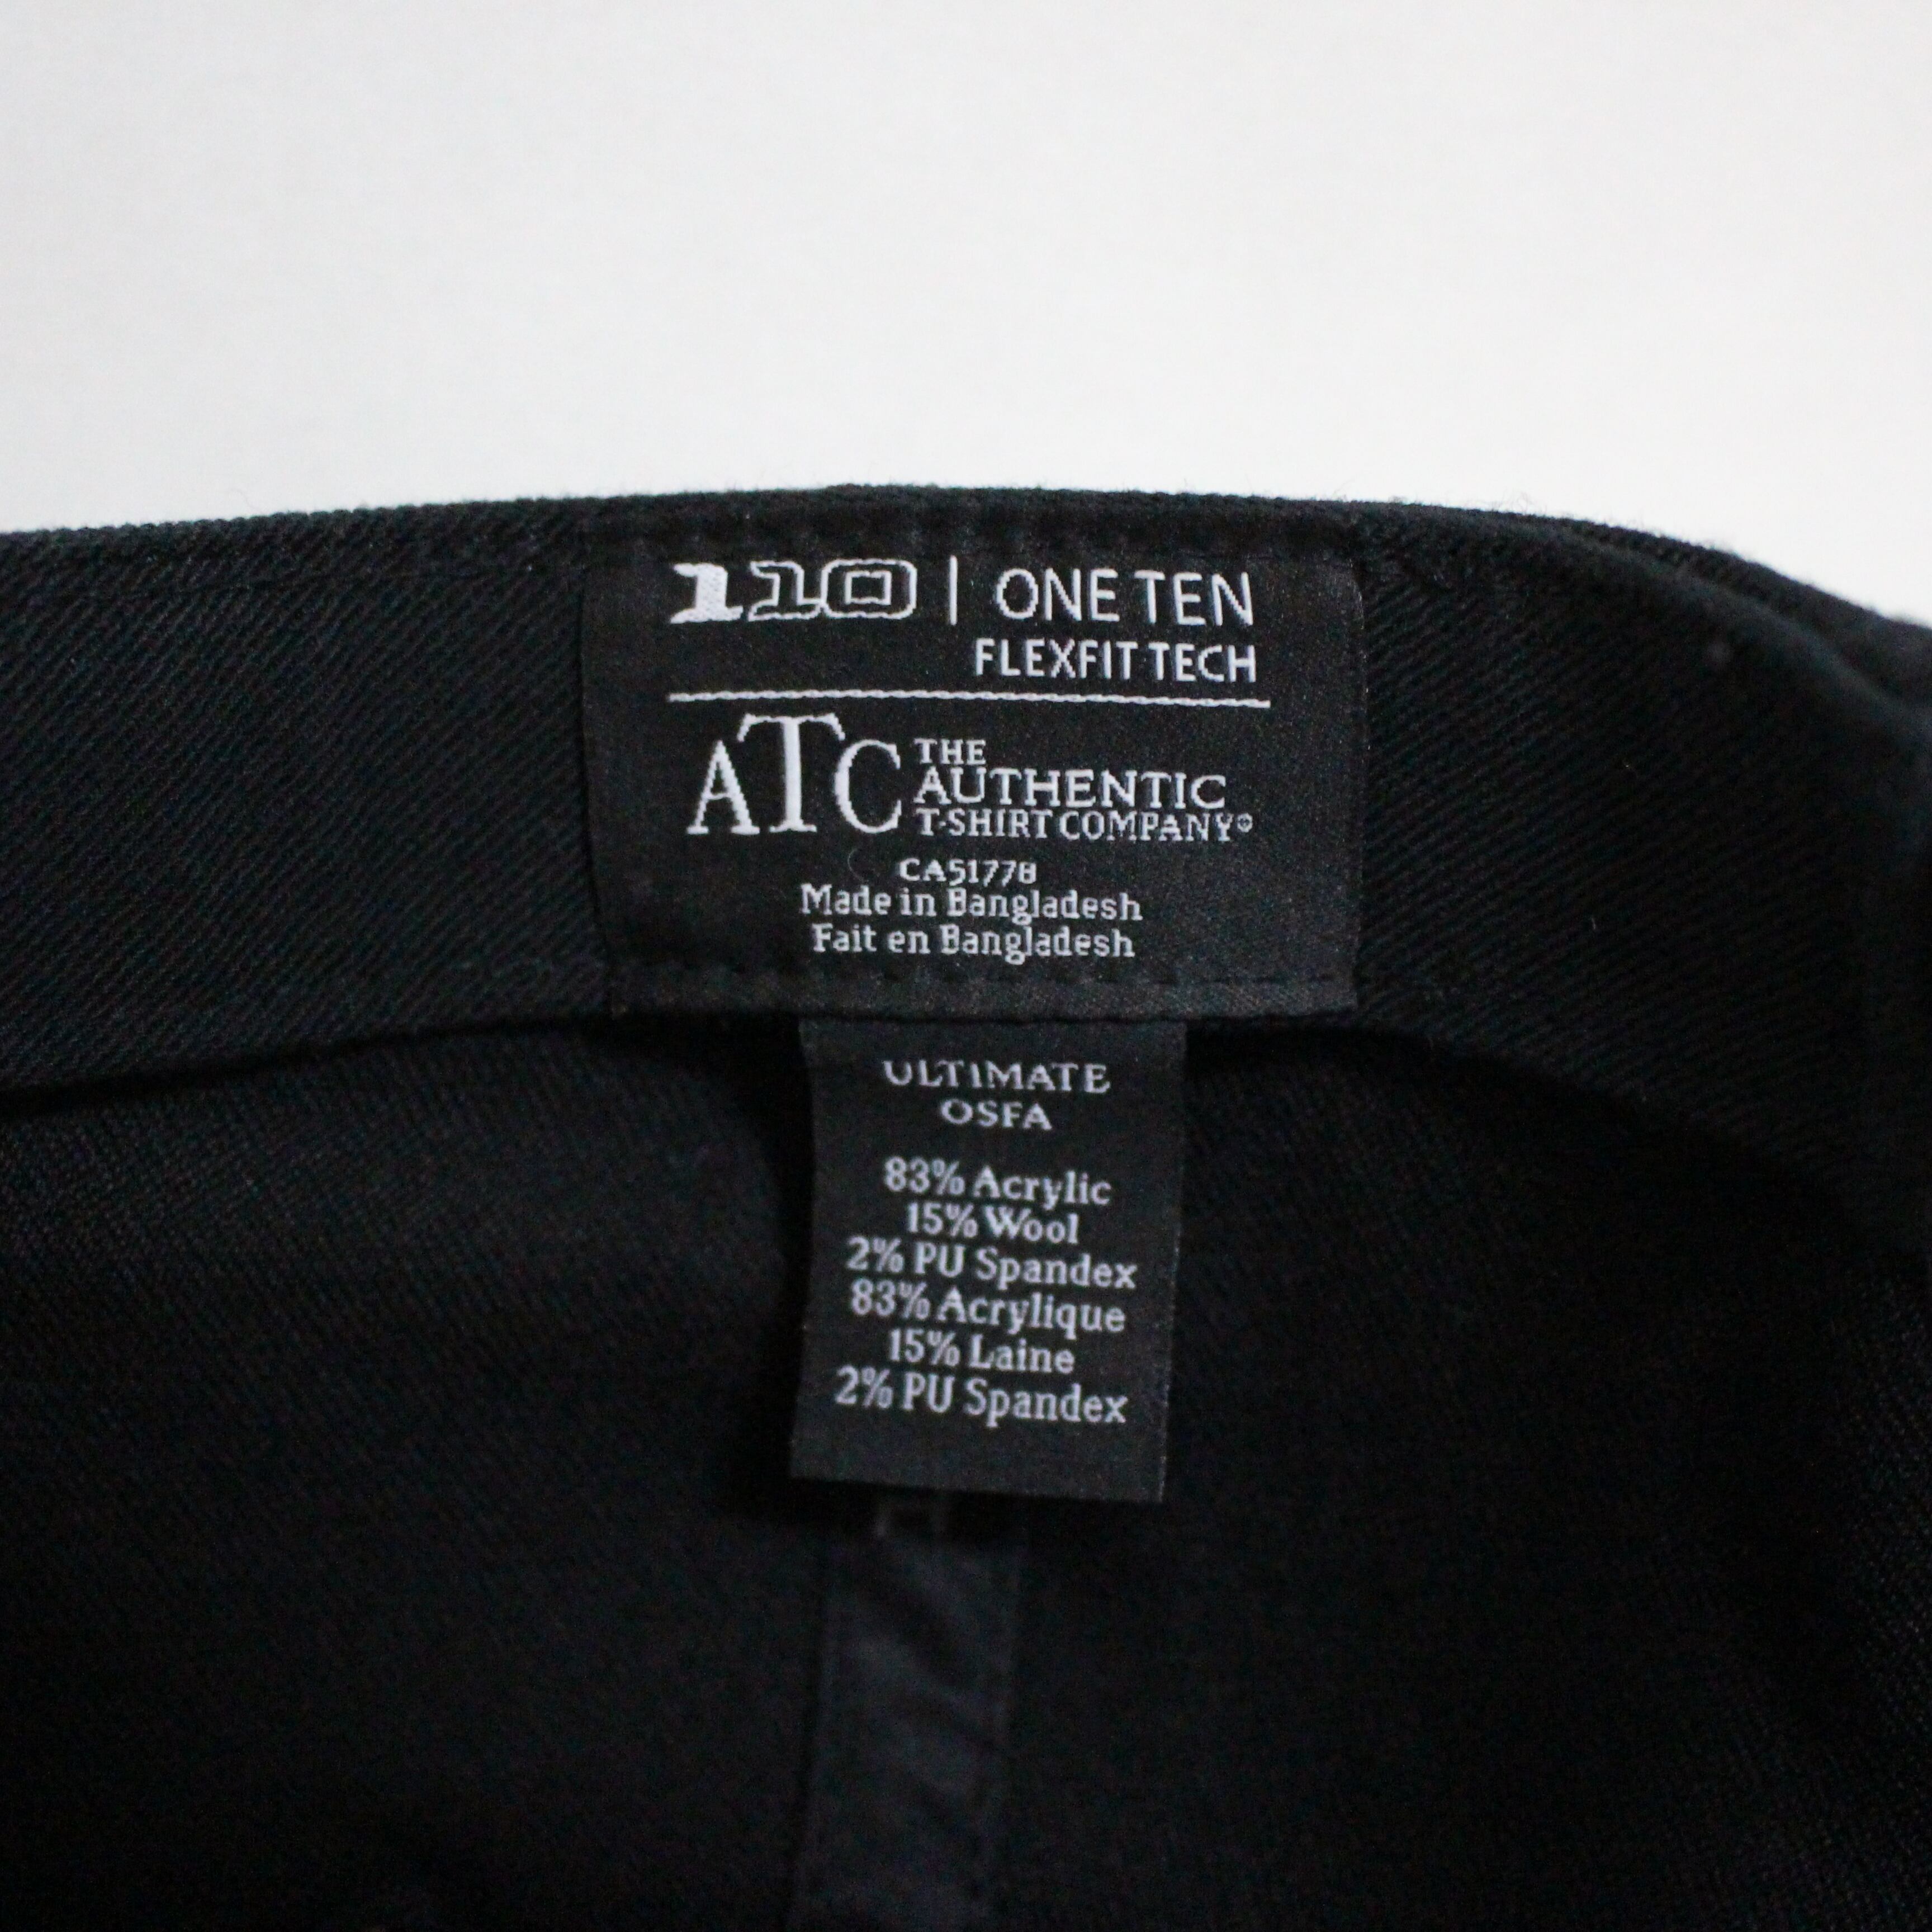 110 | ONE TEN
FLEXFIT TECH
ATC THE
AUTHENTIC
T-SHIRT COMPANY®
CA51778
Made in Bangladesh
Fait en Bangladesh
ULTIMATE
OSFA
83% Acrylic
15% Wool
2% PU Spandex
83% Acrylique
15% Laine
2% PU Spandex